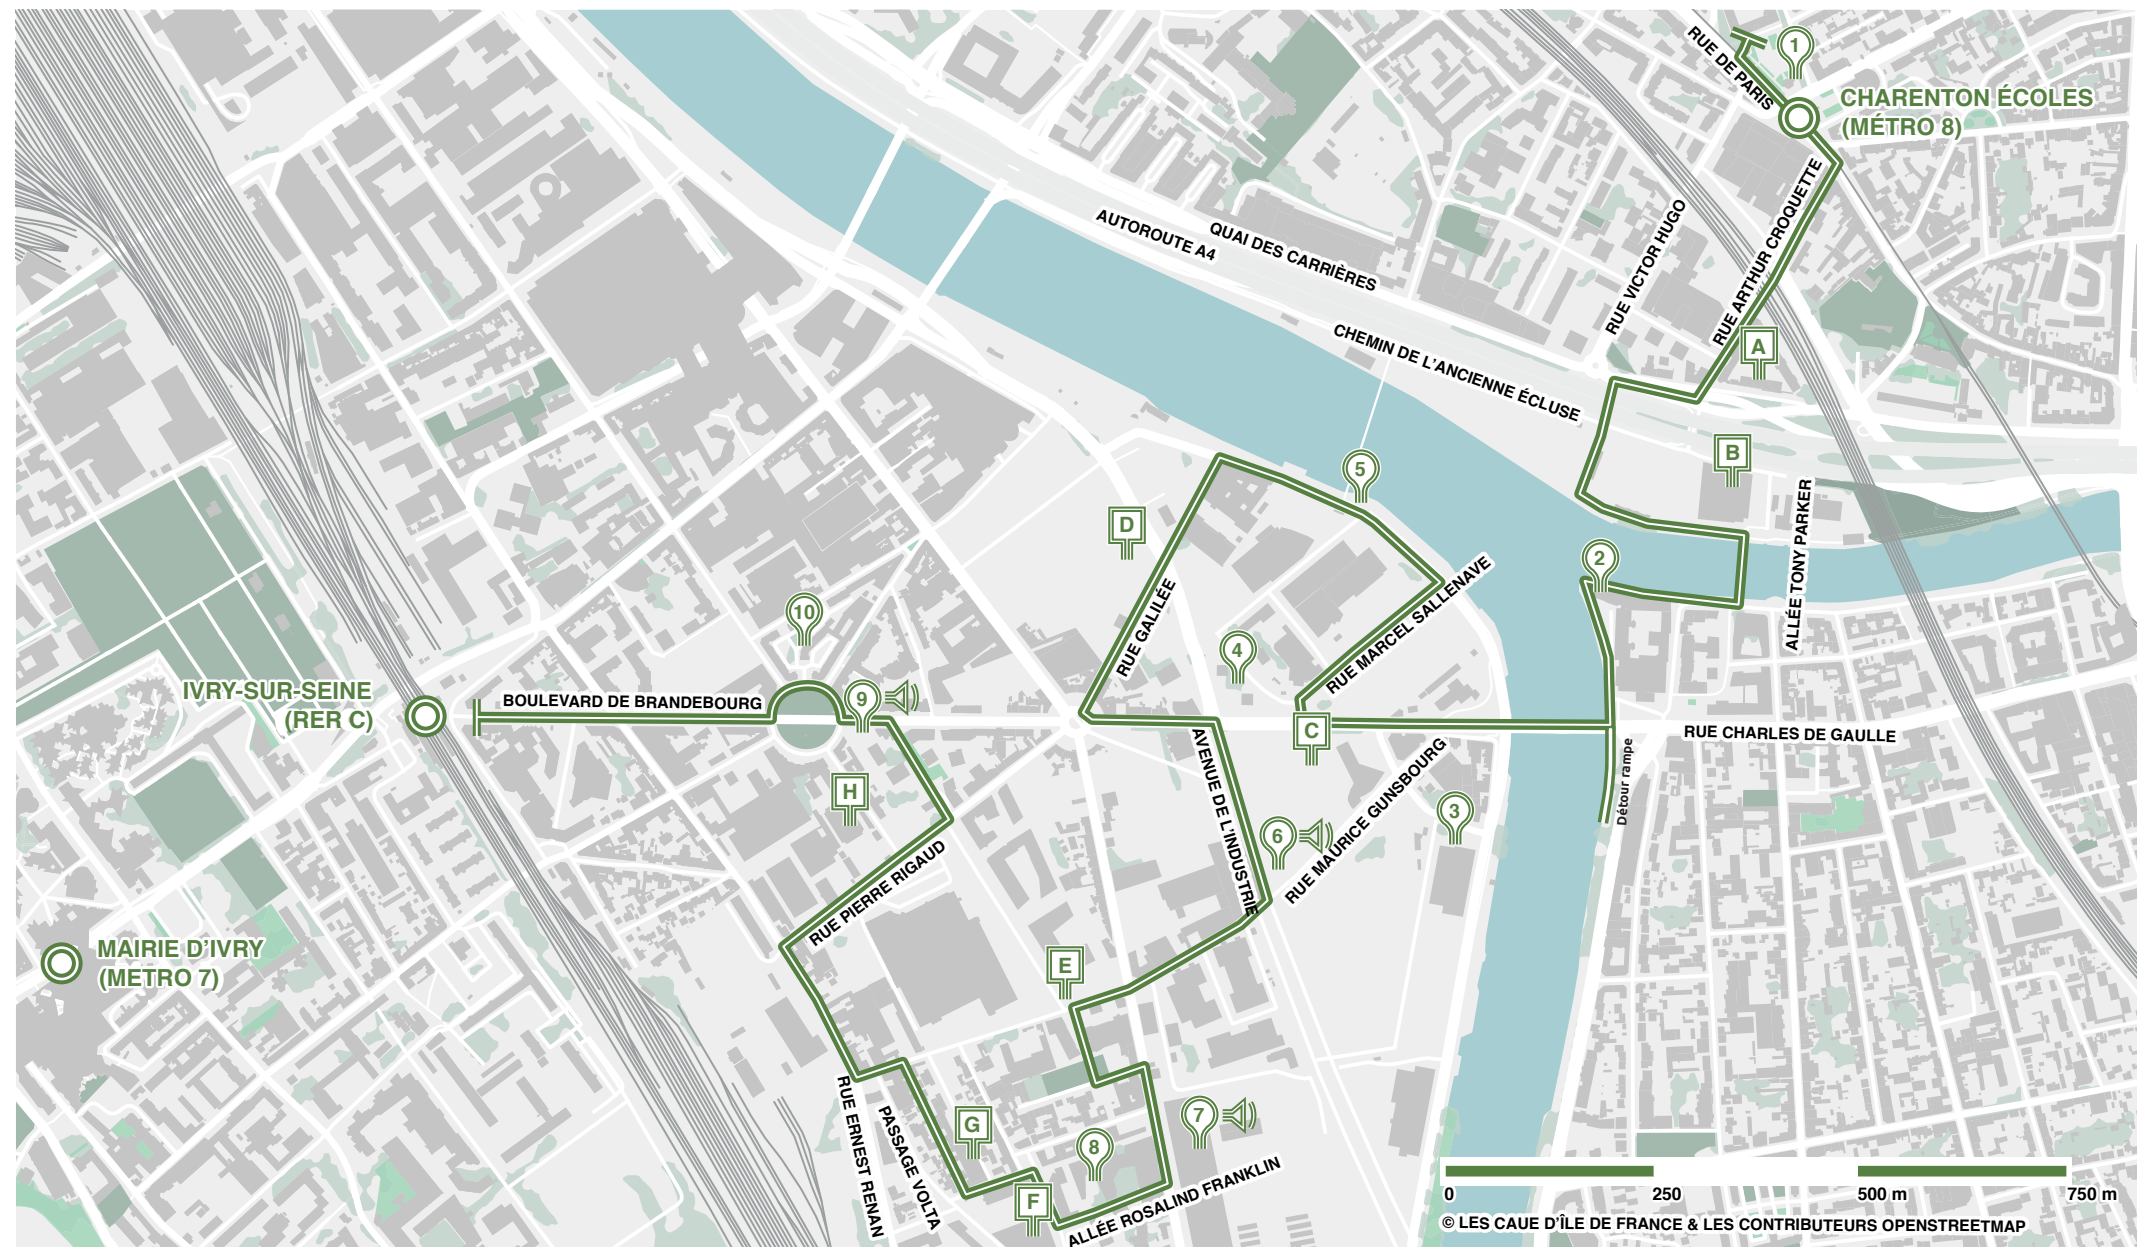 1
RUE DE PARIS
CHARENTON ÉCOLES
(MÉTRO 8)
RUE ARTHUR CROQUETTE
RUE VICTOR HUGO
QUAI DES CARRIÈRES
AUTOROUTE A4
CHEMIN DE L'ANCIENNE ÉCLUSE
A
B
5
D
2
ALLÉE TONY PARKER
RUE MARCEL SALLENAVE
RUE GALILÉE
4
10
IVRY-SUR-SEINE
(RER C)
BOULEVARD DE BRANDEBOURG
9
C
RUE CHARLES DE GAULLE
Détour rampe
AVENUE DE L'INDUSTRIE
RUE MAURICE GUNSBOURG
H
6
3
RUE PIERRE RIGAUD
MAIRIE D'IVRY
(METRO 7)
E
G
8
7
RUE ERNEST RENAN
PASSAGE VOLTA
F
ALLÉE ROSALIND FRANKLIN
0
250
500 m
750 m
© LES CAUE D'ÎLE DE FRANCE & LES CONTRIBUTEURS OPENSTREETMAP